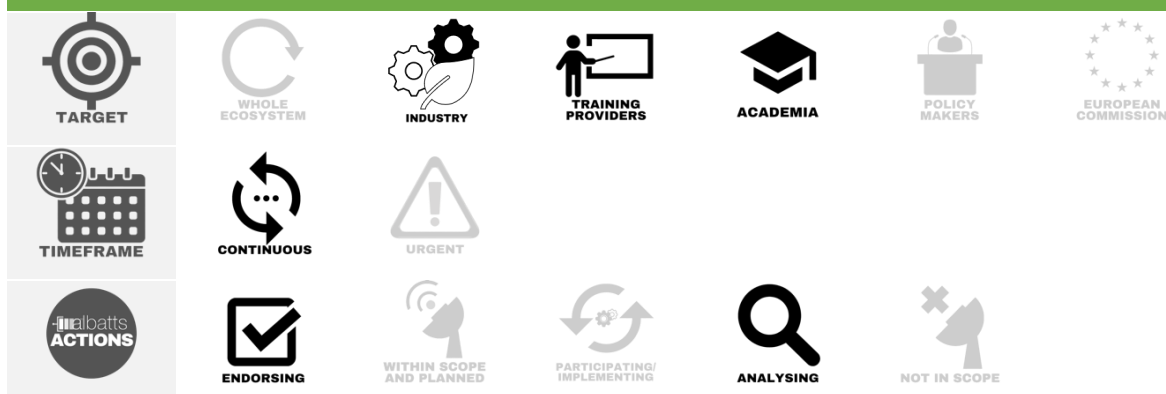 TARGET
WHOLE
ECOSYSTEM
INDUSTRY
TRAINING
PROVIDERS
ACADEMIA
POLICY
MAKERS
EUROPEAN
COMMISSION
TIMEFRAME
CONTINUOUS
URGENT
albatts
ACTIONS
ENDORSING
WITHIN SCOPE
AND PLANNED
PARTICIPATING/
IMPLEMENTING
ANALYSING
NOT IN SCOPE